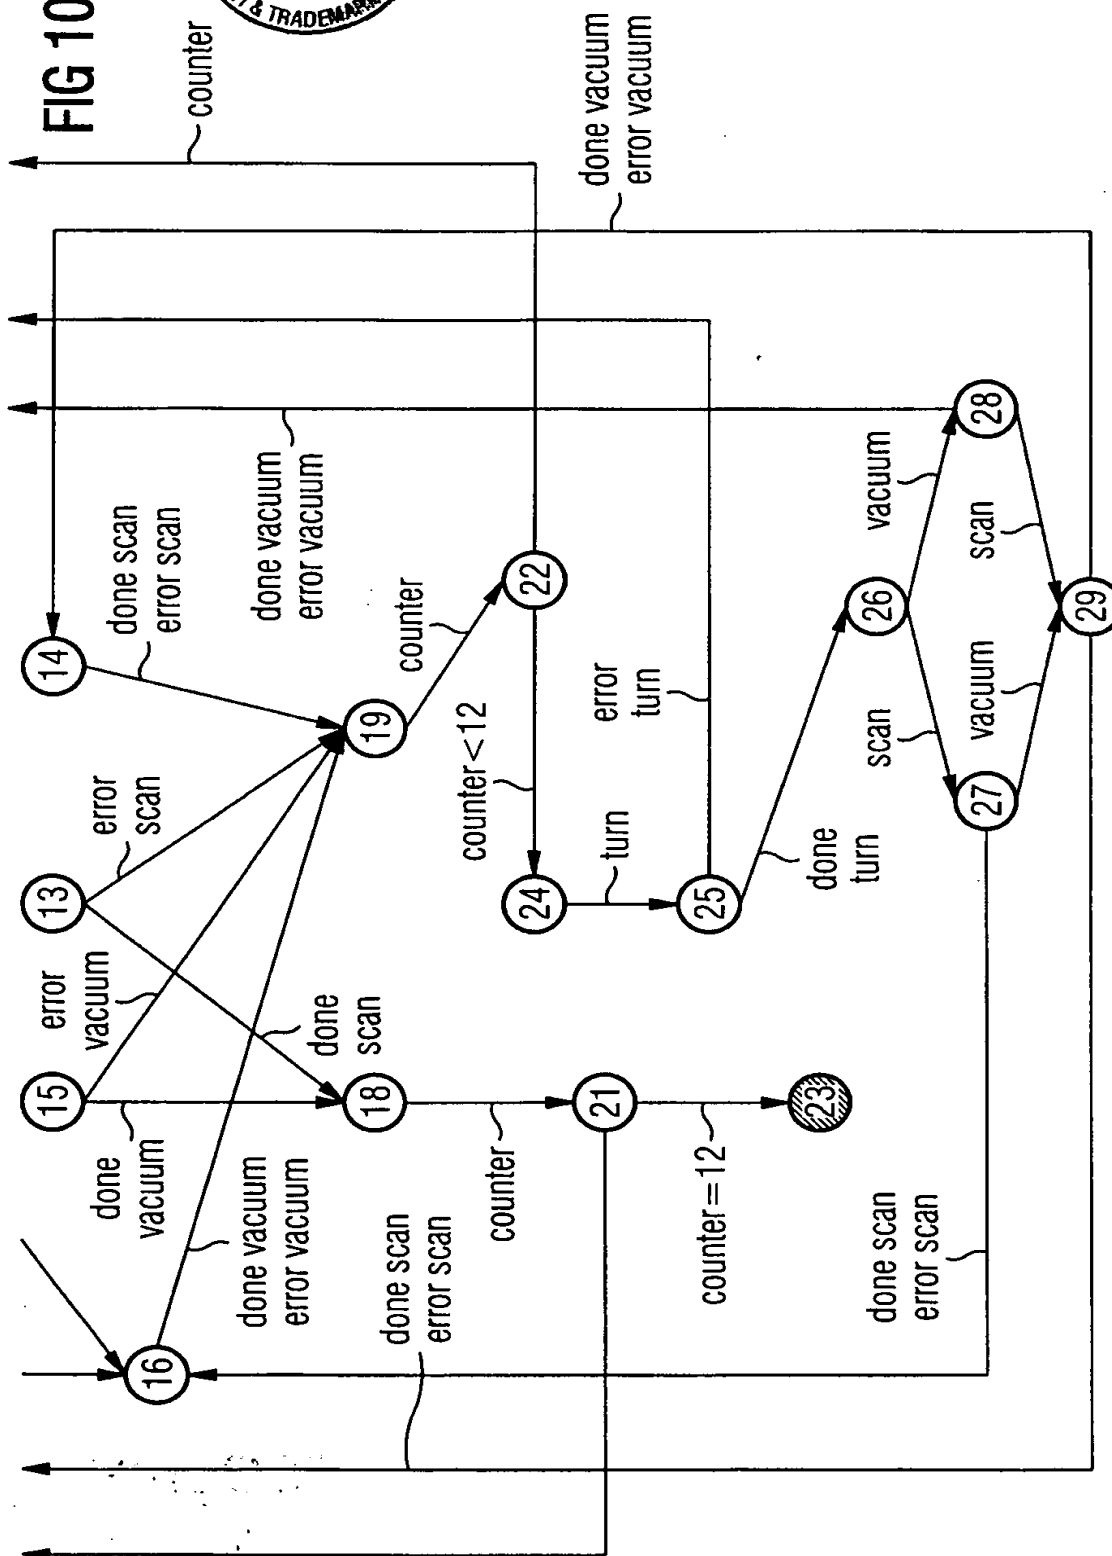 FIG 10
& TRADEMARK
counter
done vacuum
error vacuum
14
done scan
error scan
done vacuum
error vacuum
13
error
scan
19
counter
22
15
error
vacuum
done
scan
counter<12
24
turn
error
turn
28
vacuum
scan
done
vacuum
18
25
done
turn
26
scan
vacuum
29
16
done vacuum
error vacuum
counter
21
counter=12
23
27
done scan
error scan
done scan
error scan